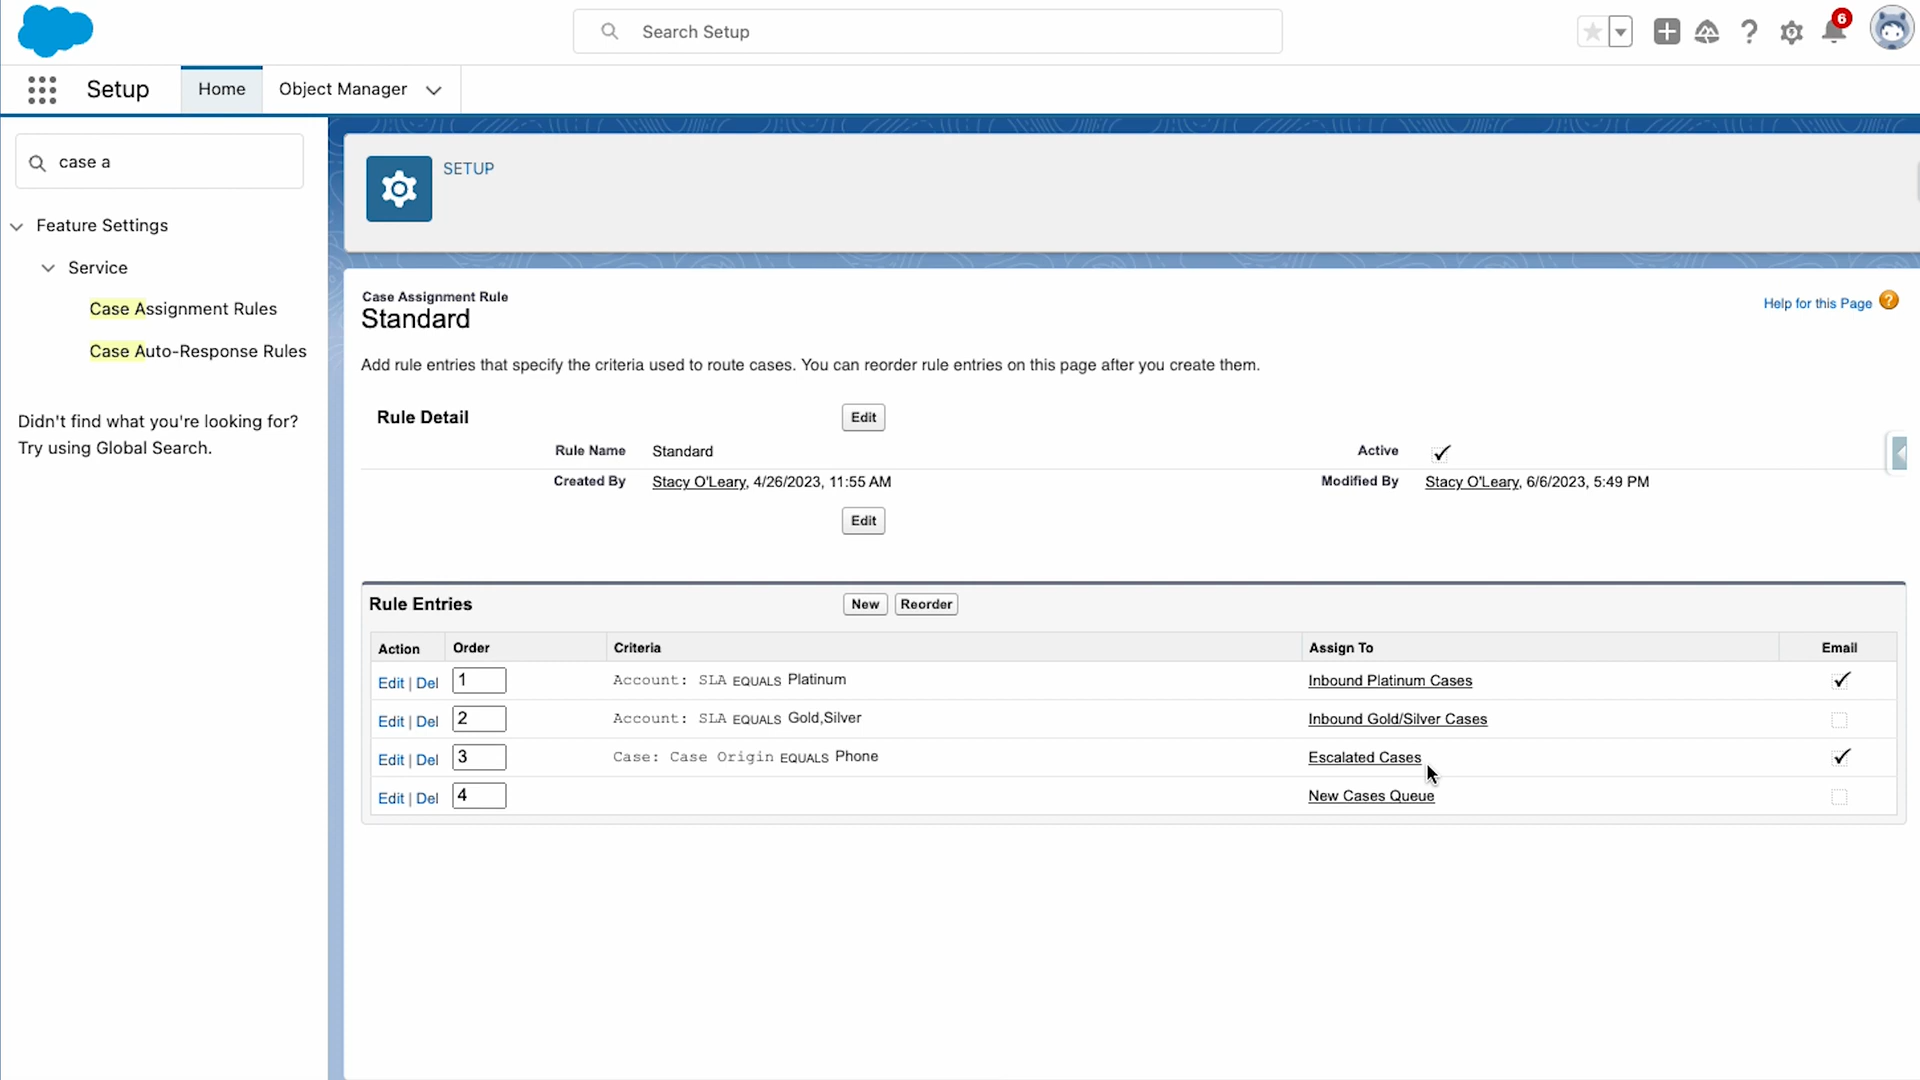 Search Setup
6
Setup
Home
Object Manager
case a
Feature Settings
Service
Case Assignment Rules
Case Auto-Response Rules
Didn't find what you're looking for?
Try using Global Search.
SETUP
Case Assignment Rule
Standard
Help for this Page ?
Add rule entries that specify the criteria used to route cases. You can reorder rule entries on this page after you create them.
Rule Detail
Edit
Rule Name Standard Active
Created By Stacy O'Leary, 4/26/2023, 11:55 AM Modified By Stacy O'Leary, 6/6/2023, 5:49 PM
Edit
Rule Entries New Reorder
Action Order Criteria Assign To Email
Edit | Del 1 Account: SLA EQUALS Platinum Inbound Platinum Cases
Edit | Del 2 Account: SLA EQUALS Gold,Silver Inbound Gold/Silver Cases
Edit | Del 3 Case: Case Origin EQUALS Phone Escalated Cases
Edit | Del 4 New Cases Queue